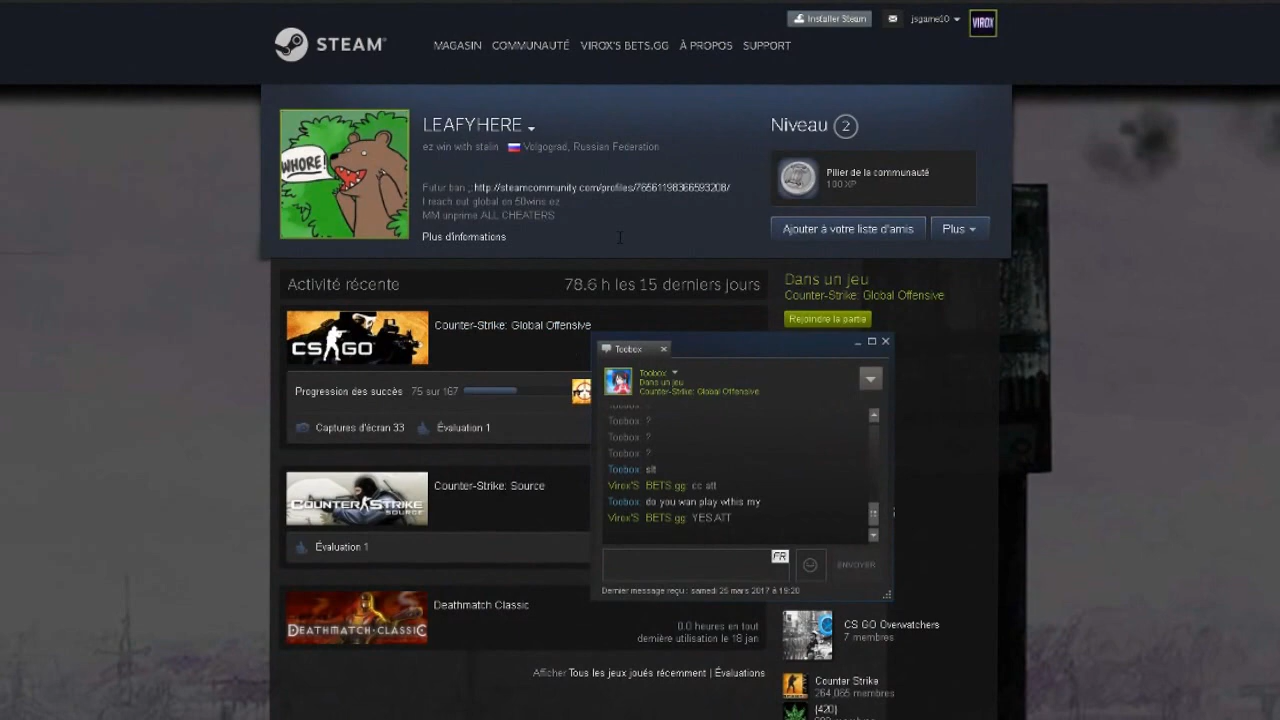 Installer Steam
jsgame10
VIROX
STEAM
MAGASIN COMMUNAUTÉ VIROX'S BETS.GG À PROPOS SUPPORT
LEAFYHERE
ez win with stalin Volgograd, Russian Federation
WHORE!
Futur ban ,: http://steamcommunity.com/profiles/76561198366593208/
I reach out global on 50wins ez
MM unprime ALL CHEATERS
Plus d'informations
Niveau 2
Pilier de la communauté
100 XP
Ajouter à votre liste d'amis
Plus
Activité récente 78.6 h les 15 derniers jours
Dans un jeu
Counter-Strike: Global Offensive
Rejoindre la partie
CS GO
Counter-Strike: Global Offensive
Progression des succès 75 sur 167
Captures d'écran 33 Évaluation 1
COUNTER STRIKE
SOURCE
Counter-Strike: Source
Évaluation 1
DEATHMATCH CLASSIC
Deathmatch Classic
0.0 heures en tout
dernière utilisation le 18 jan
Afficher Tous les jeux joués récemment | Évaluations
Toobox
Toobox
Dans un jeu
Counter-Strike: Global Offensive
Toobox: ?
Toobox: ?
Toobox: ?
Toobox: ?
Toobox: slt
Virox'S BETS gg: cc att
Toobox: do you wan play wthis my
Virox'S BETS gg: YES ATT
FR
ENVOYER
Dernier message reçu : samedi 25 mars 2017 à 19:20
CS GO Overwatchers
7 membres
Counter Strike
264,065 membres
[420]